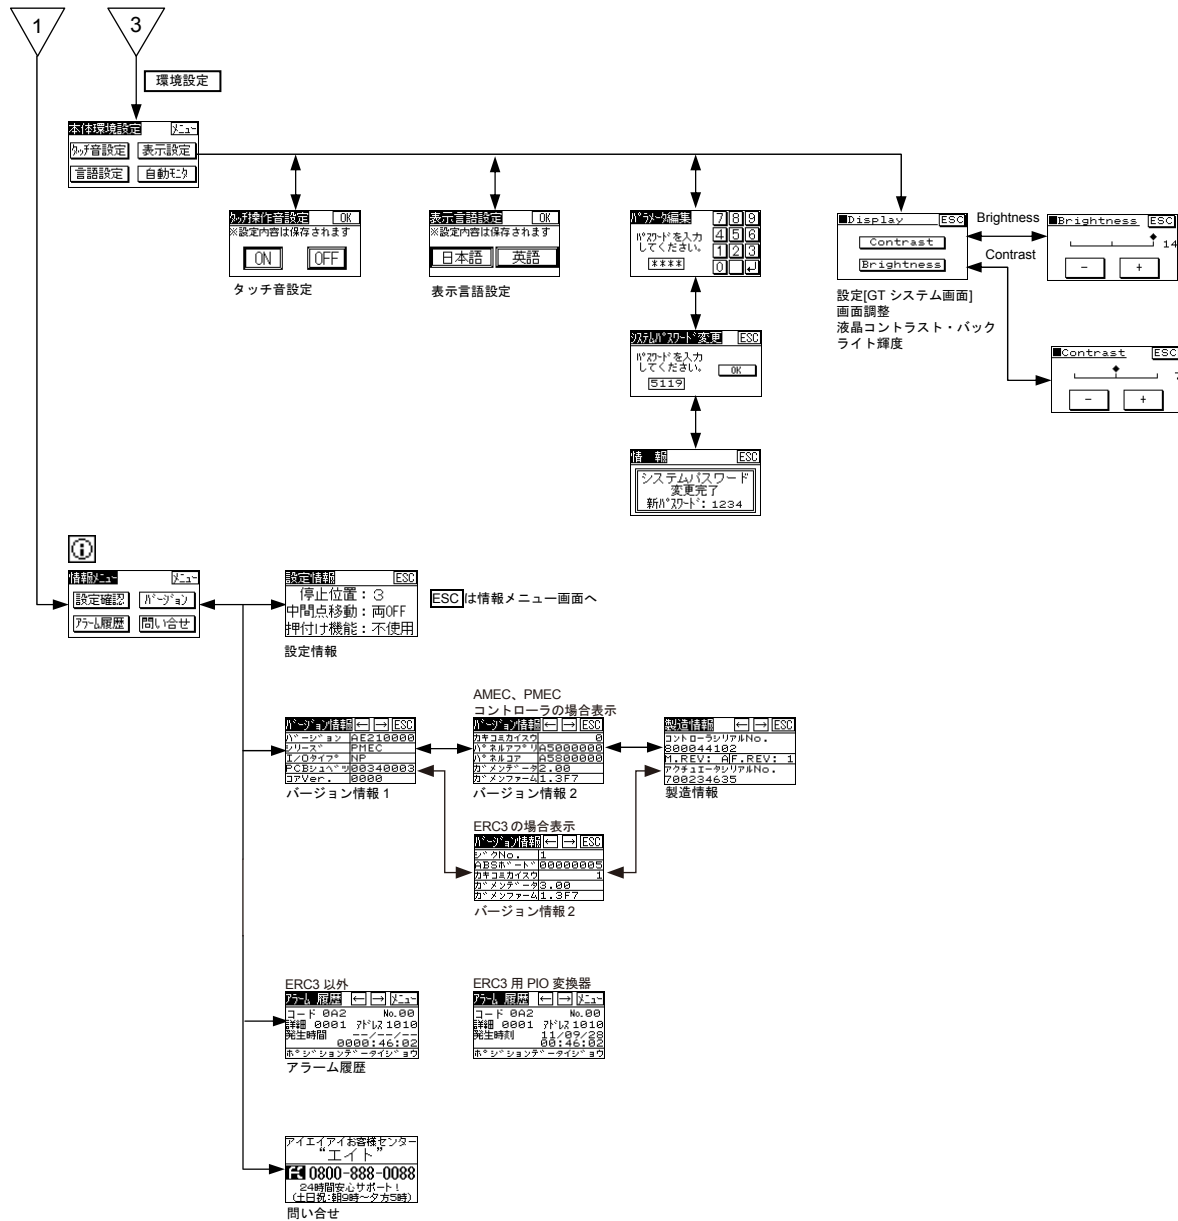 1
3
環境設定
本体環境設定 メニュー
タッチ音設定 表示設定
言語設定 自動モニタ
タッチ操作音設定 OK
※設定内容は保存されます
ON OFF
タッチ音設定
表示言語設定 OK
※設定内容は保存されます
日本語 英語
表示言語設定
パラメータ編集 7 8 9
パスワードを入力 4 5 6
してください。 1 2 3
**** 0
システムパスワード変更 ESC
パスワードを入力
してください。 OK
5119
情 報 ESC
システムパスワード
変更完了
新パスワード: 1234
■Display ESC
Contrast
Brightness
設定[GT システム画面]
画面調整
液晶コントラスト・バック
ライト輝度
Brightness
Contrast
■Brightness ESC
14
- +
■Contrast ESC
- +
情報メニュー メニュー
設定確認 バージョン
アラーム履歴 問い合せ
設定情報 ESC
停止位置: 3
中間点移動: 両OFF
押付け機能: 不使用
設定情報
ESC は情報メニュー画面へ
バージョン情報 ← → ESC
バージョン AE210000
シリーズ PMEC
I/Oタイプ NP
PCBシュベツ 00340003
コアVer. 0000
バージョン情報 1
AMEC、PMEC
コントローラの場合表示
バージョン情報 ← → ESC
カキコミカイスウ 0
パネルアプリ A5000000
パネルコア A5800000
ガメンデータ 2.00
ガメンファーム 1.3F7
バージョン情報 2
製造情報 ← → ESC
コントローラシリアルNo.
800044102
M.REV: A F.REV: 1
アクチュエータシリアルNo.
700234635
製造情報
ERC3 の場合表示
バージョン情報 ← → ESC
ジクNo. 1
ABSボード 00000005
カキコミカイスウ 1
ガメンデータ 3.00
ガメンファーム 1.3F7
バージョン情報 2
ERC3 以外
アラーム 履歴 ← → メニュー
コード 0A2 No.00
詳細 0001 アドレス 1010
発生時間 --/--/--
0000:46:02
ポジションデータイジョウ
アラーム履歴
ERC3 用 PIO 変換器
アラーム 履歴 ← → メニュー
コード 0A2 No.00
詳細 0001 アドレス 1010
発生時刻 11/09/28
00:46:02
ポジションデータイジョウ
アイエイアイお客様センター
“エイト”
0800-888-0088
24時間安心サポート!
(土日祝:朝9時~夕方5時)
問い合せ